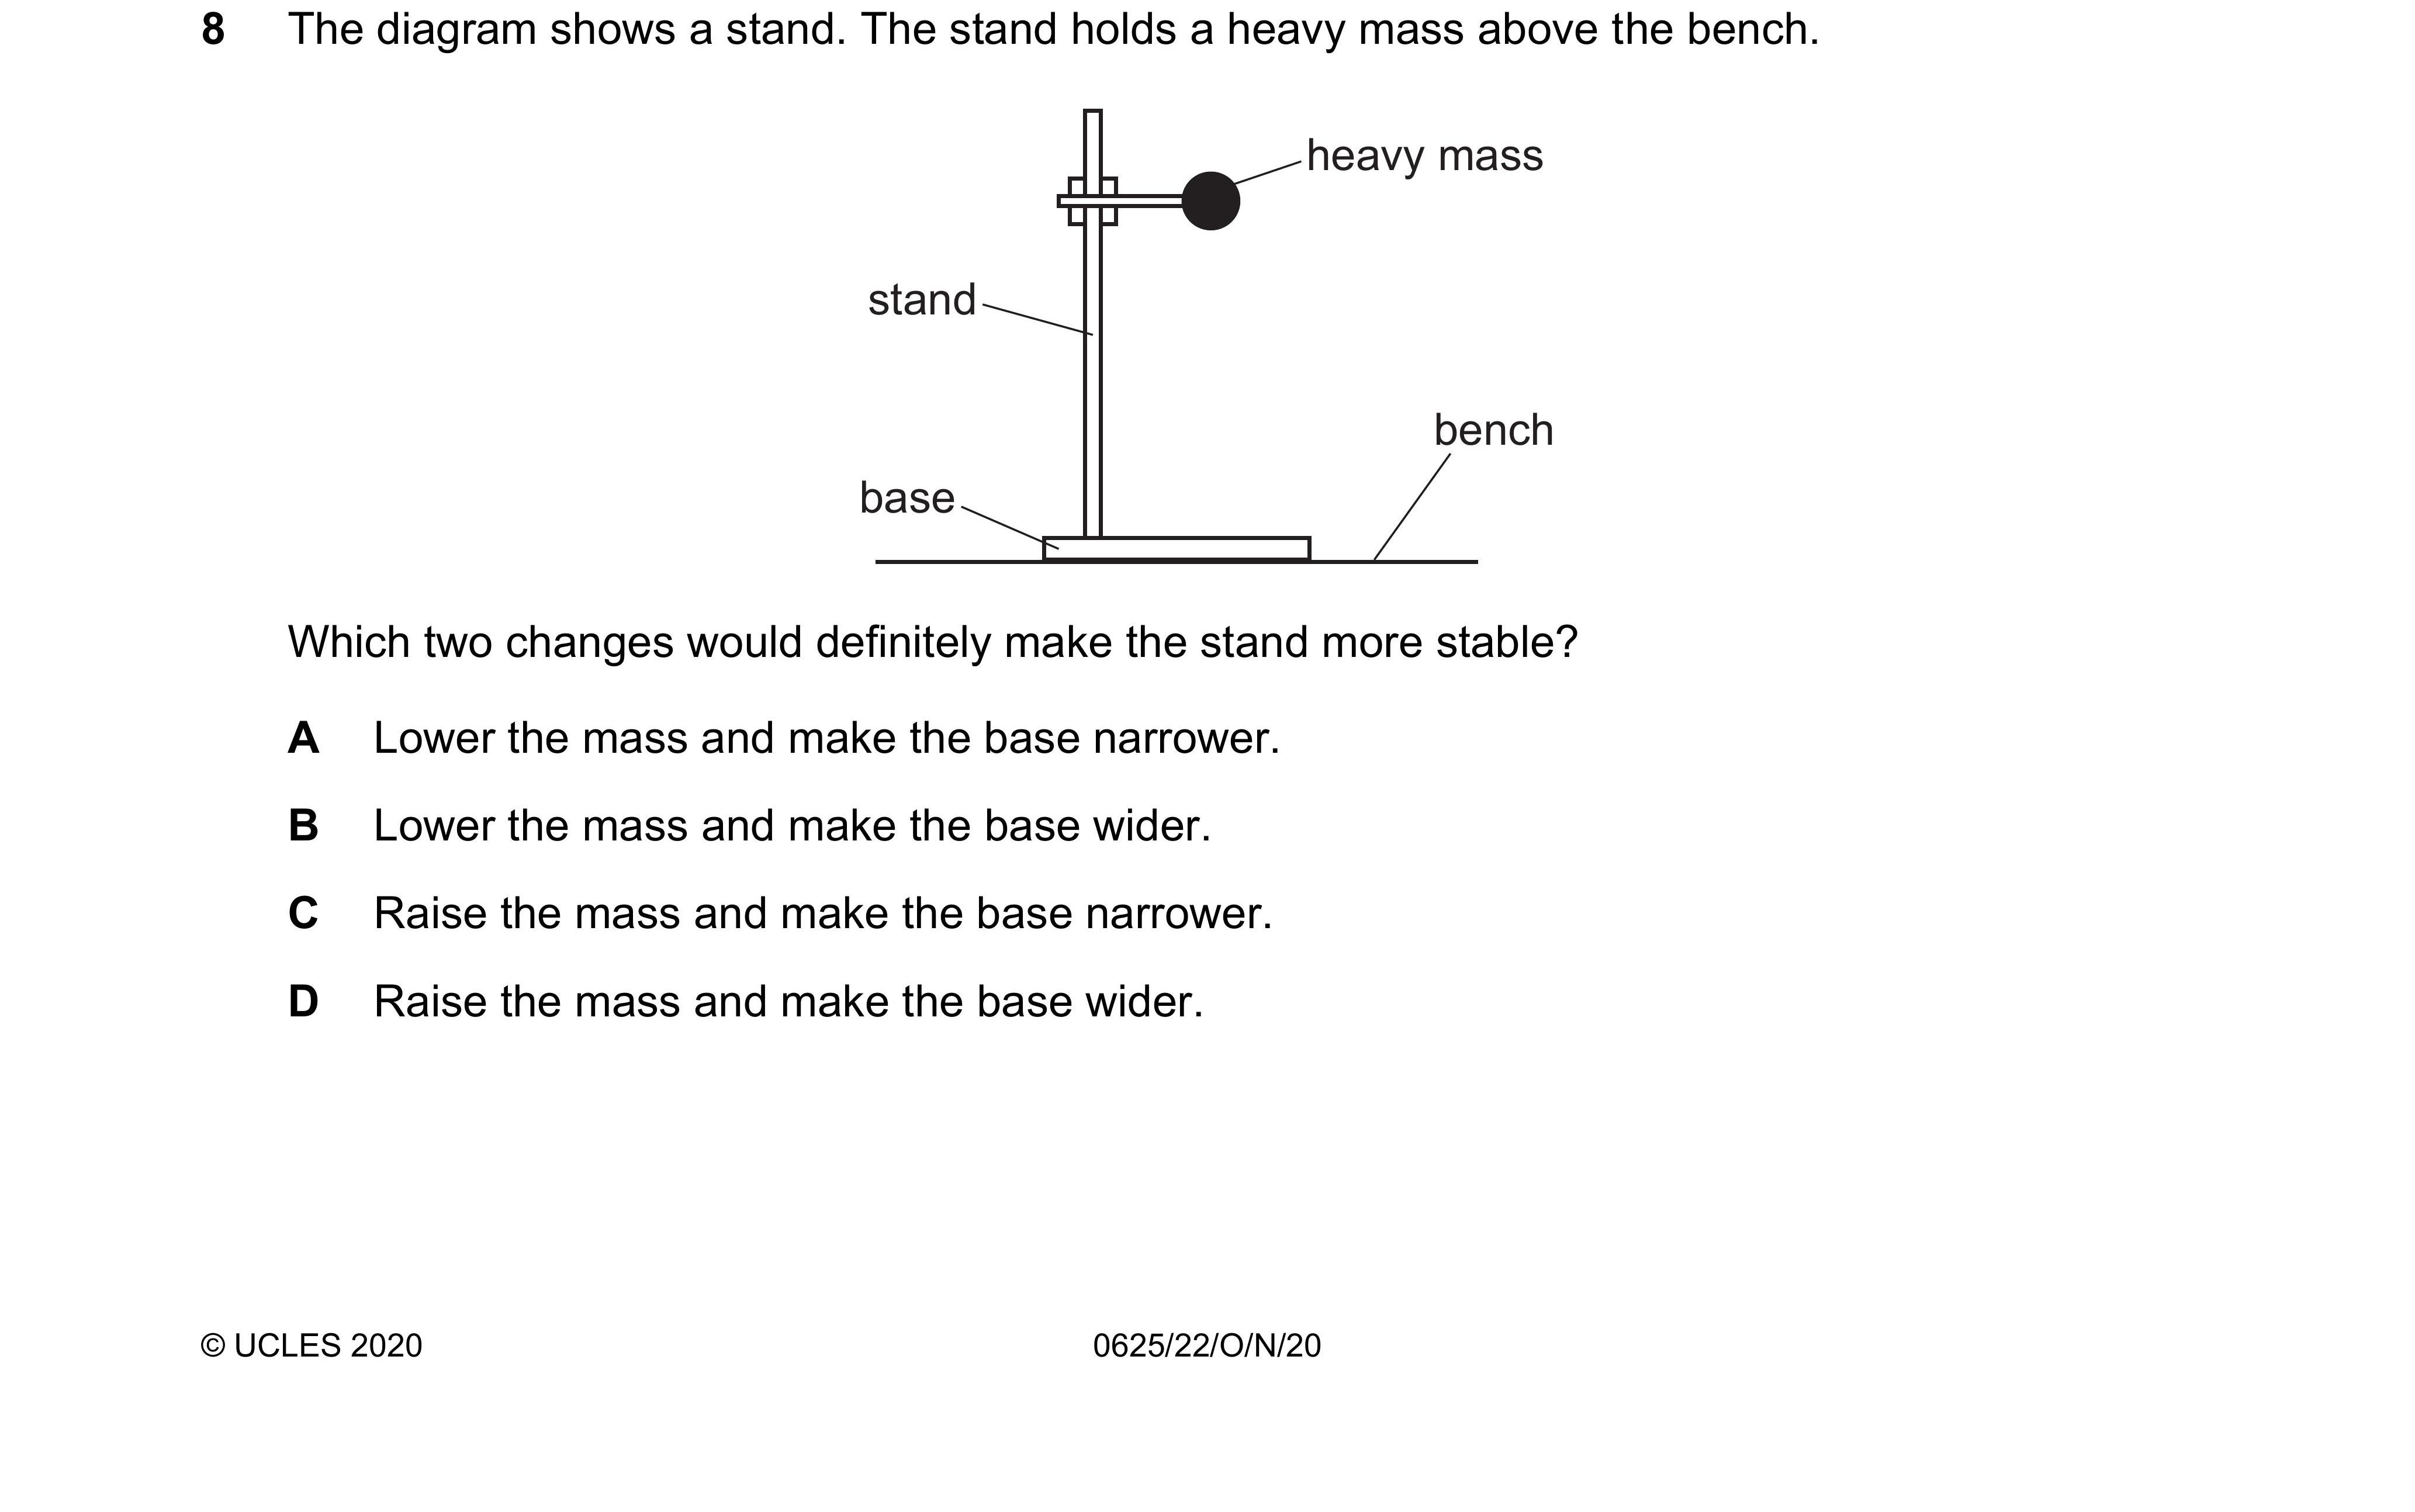 8 The diagram shows a stand. The stand holds a heavy mass above the bench.
heavy mass
stand
bench
base
Which two changes would definitely make the stand more stable?
A Lower the mass and make the base narrower.
B Lower the mass and make the base wider.
C Raise the mass and make the base narrower.
D Raise the mass and make the base wider.
© UCLES 2020 0625/22/O/N/20